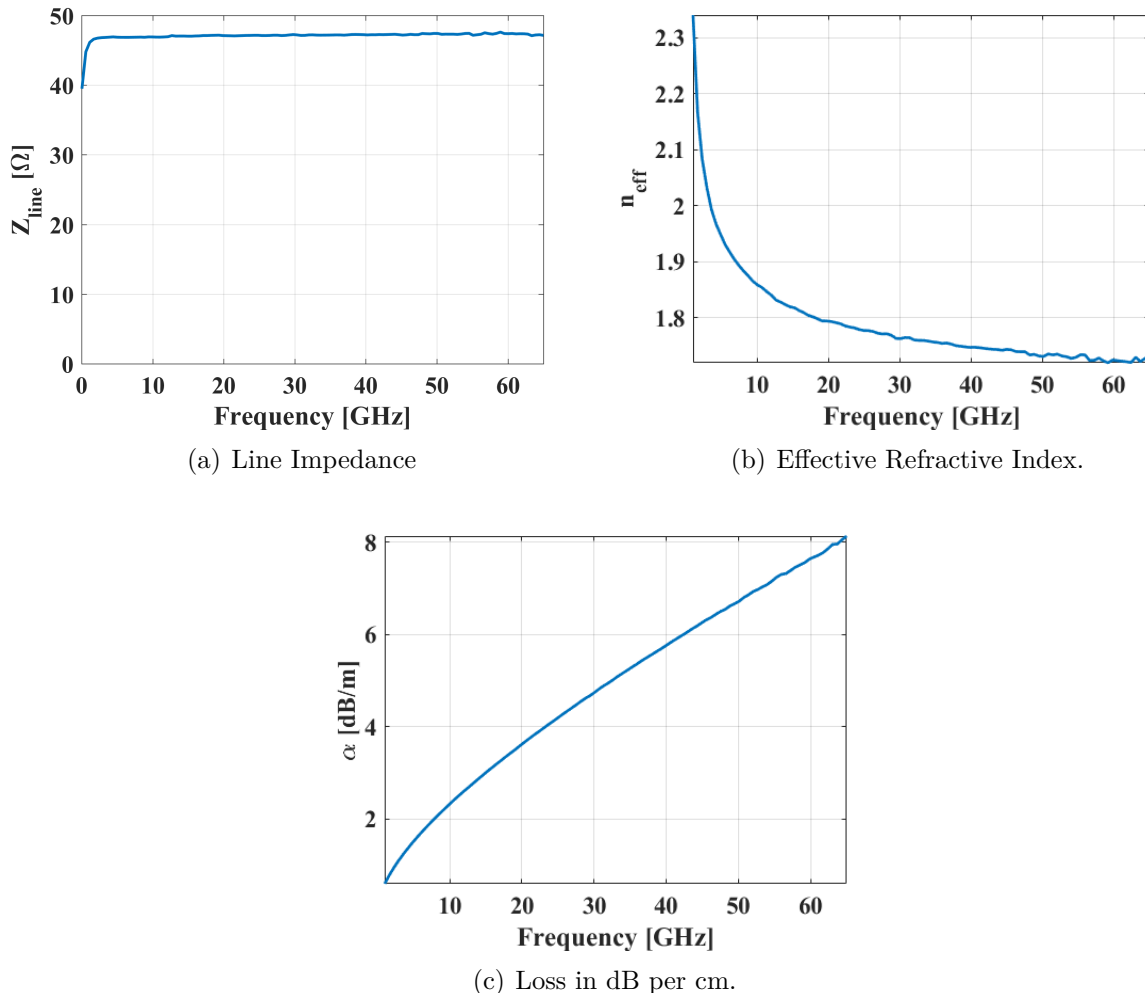 50
40
30
20
10
0
Z_line [Ω]
0 10 20 30 40 50 60
Frequency [GHz]
(a) Line Impedance
2.3
2.2
2.1
2
1.9
1.8
n_eff
10 20 30 40 50 60
Frequency [GHz]
(b) Effective Refractive Index.
8
6
4
2
α [dB/m]
10 20 30 40 50 60
Frequency [GHz]
(c) Loss in dB per cm.